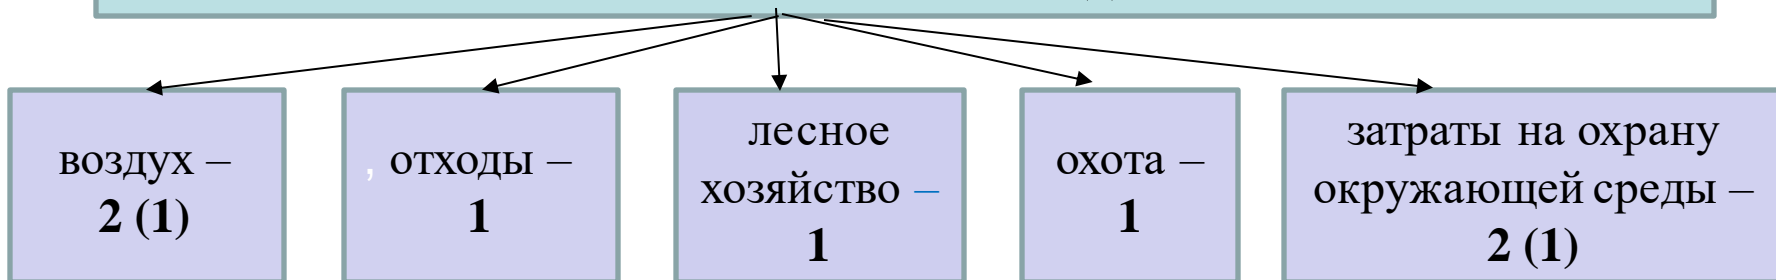 воздух –
2 (1)
, отходы –
1
лесное
хозяйство –
1
охота –
1
затраты на охрану
окружающей среды –
2 (1)